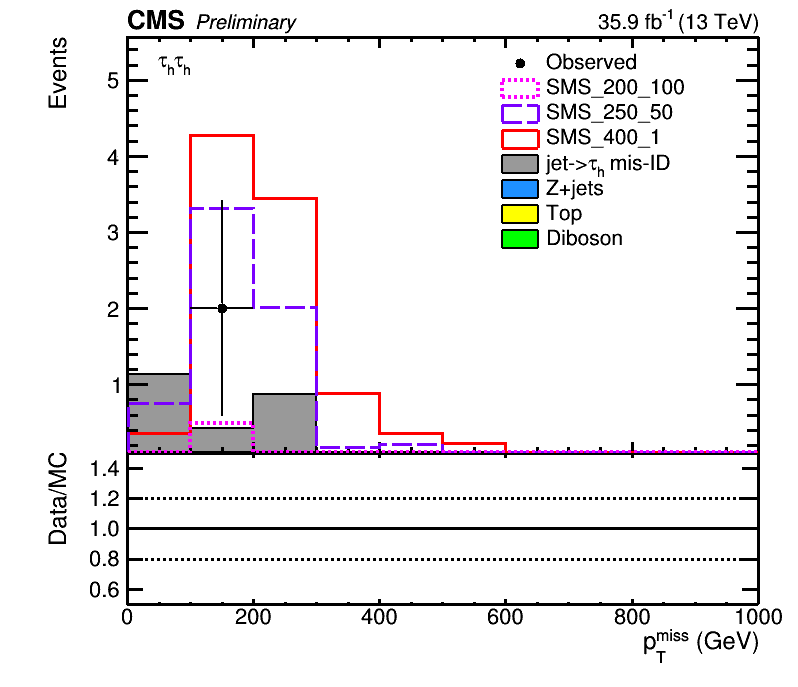 CMS Preliminary 35.9 fb⁻¹ (13 TeV)
Events
τₕτₕ
Observed
SMS_200_100
SMS_250_50
SMS_400_1
jet->τₕ mis-ID
Z+jets
Top
Diboson
5
4
3
2
1
Data/MC
1.4
1.2
1.0
0.8
0.6
0 200 400 600 800 1000
p_T^miss (GeV)